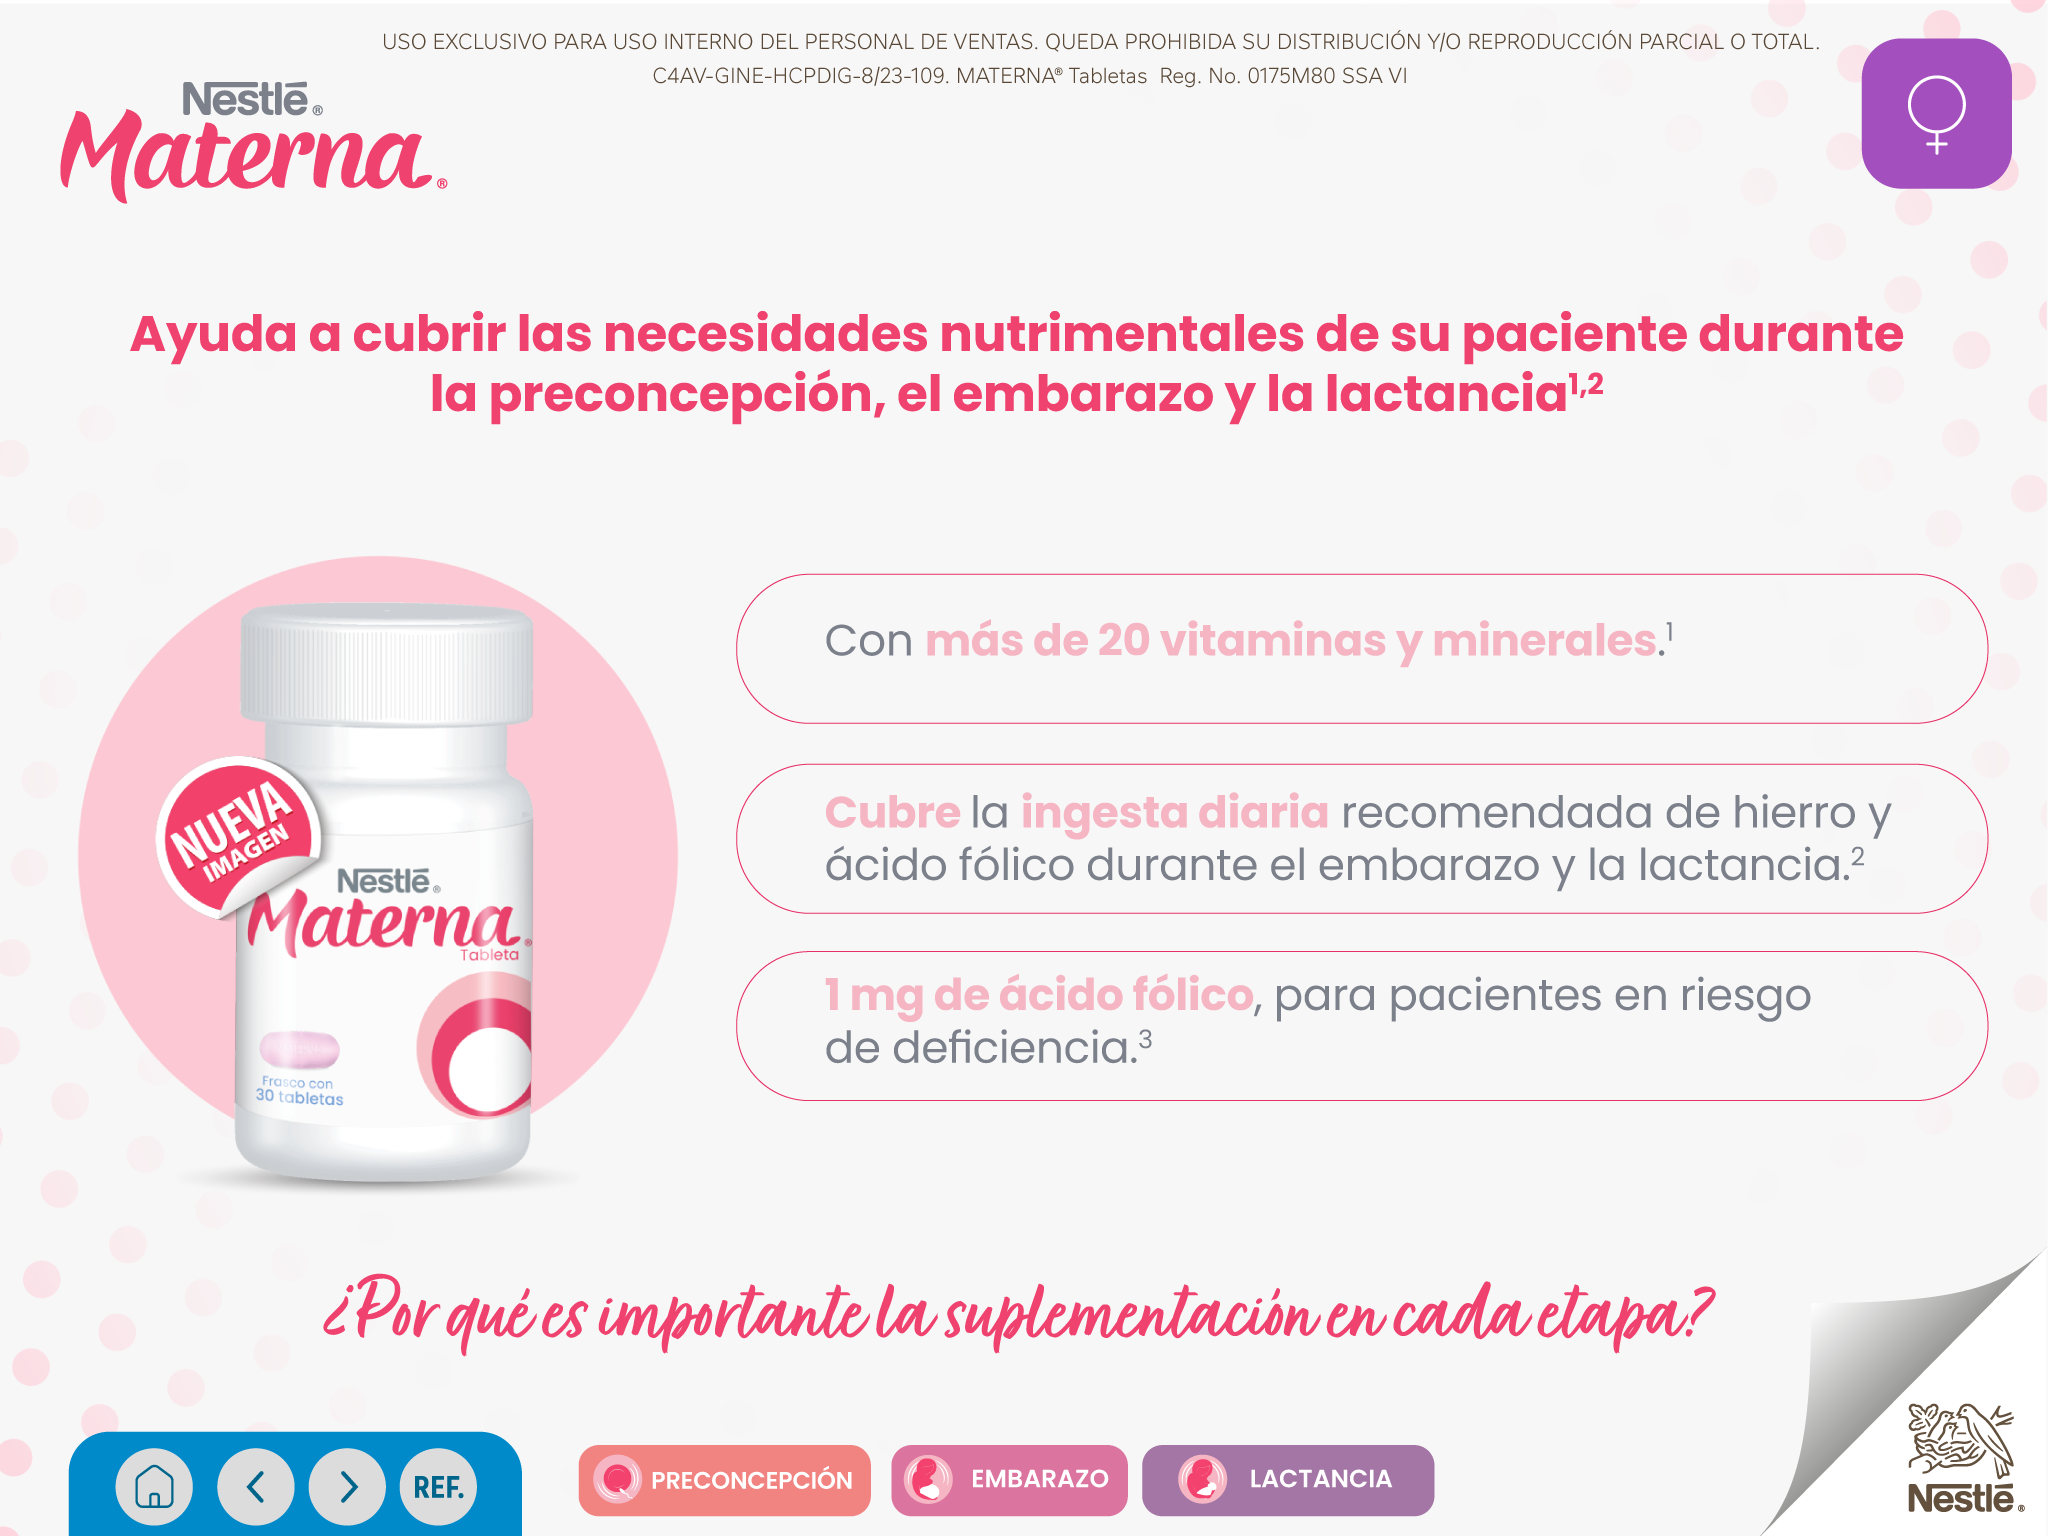 USO EXCLUSIVO PARA USO INTERNO DEL PERSONAL DE VENTAS. QUEDA PROHIBIDA SU DISTRIBUCIÓN Y/O REPRODUCCIÓN PARCIAL O TOTAL.
C4AV-GINE-HCPDIG-8/23-109. MATERNA® Tabletas Reg. No. 0175M80 SSA VI
Nestlé®
Materna®
Ayuda a cubrir las necesidades nutrimentales de su paciente durante
la preconcepción, el embarazo y la lactancia¹,²
NUEVA
IMAGEN
Nestlé®
Materna®
Tableta
Frasco con
30 tabletas
Con más de 20 vitaminas y minerales.¹
Cubre la ingesta diaria recomendada de hierro y
ácido fólico durante el embarazo y la lactancia.²
1 mg de ácido fólico, para pacientes en riesgo
de deficiencia.³
¿Por qué es importante la suplementación en cada etapa?
REF.
PRECONCEPCIÓN
EMBARAZO
LACTANCIA
Nestlé®